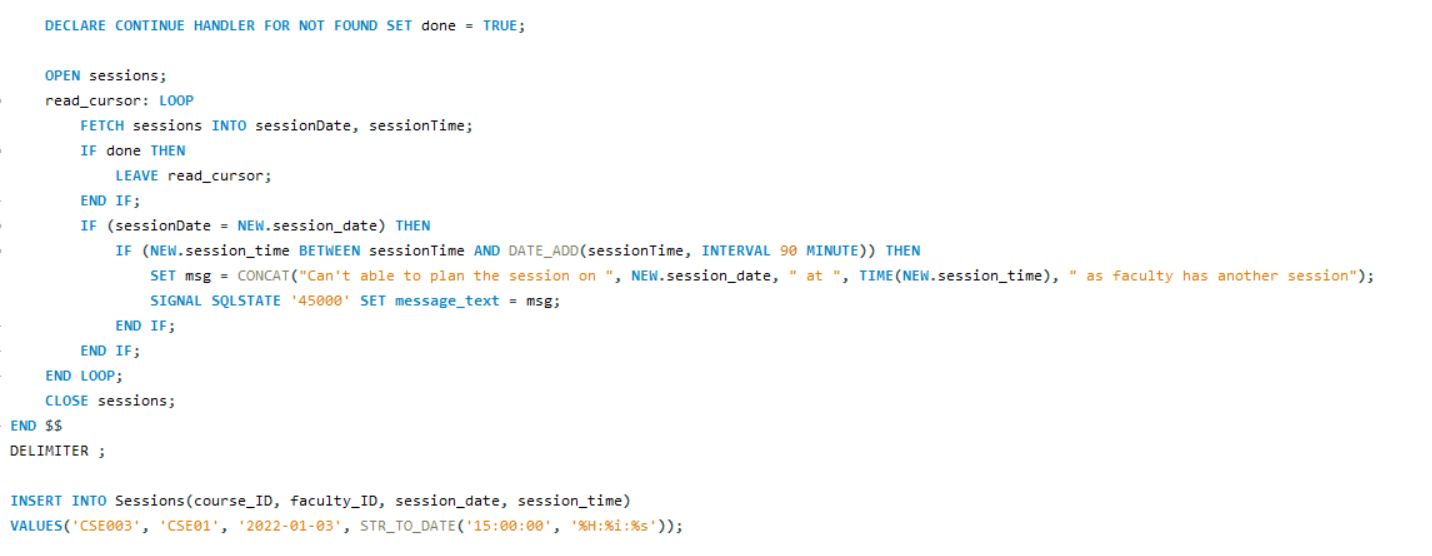 DECLARE CONTINUE HANDLER FOR NOT FOUND SET done = TRUE;
OPEN sessions;
read_cursor: LOOP
FETCH sessions INTO sessionDate, sessionTime;
IF done THEN
LEAVE read_cursor;
END IF;
IF (sessionDate = NEW.session_date) THEN
IF (NEW.session_time BETWEEN sessionTime AND DATE_ADD(sessionTime, INTERVAL 90 MINUTE)) THEN
SET msg = CONCAT("Can't able to plan the session on ", NEW.session_date, " at ", TIME(NEW.session_time), " as faculty has another session");
SIGNAL SQLSTATE '45000' SET message_text = msg;
END IF;
END IF;
END LOOP;
CLOSE sessions;
END $$
DELIMITER ;
INSERT INTO Sessions(course_ID, faculty_ID, session_date, session_time)
VALUES('CSE003', 'CSE01', '2022-01-03', STR_TO_DATE('15:00:00', '%H:%i:%s'));